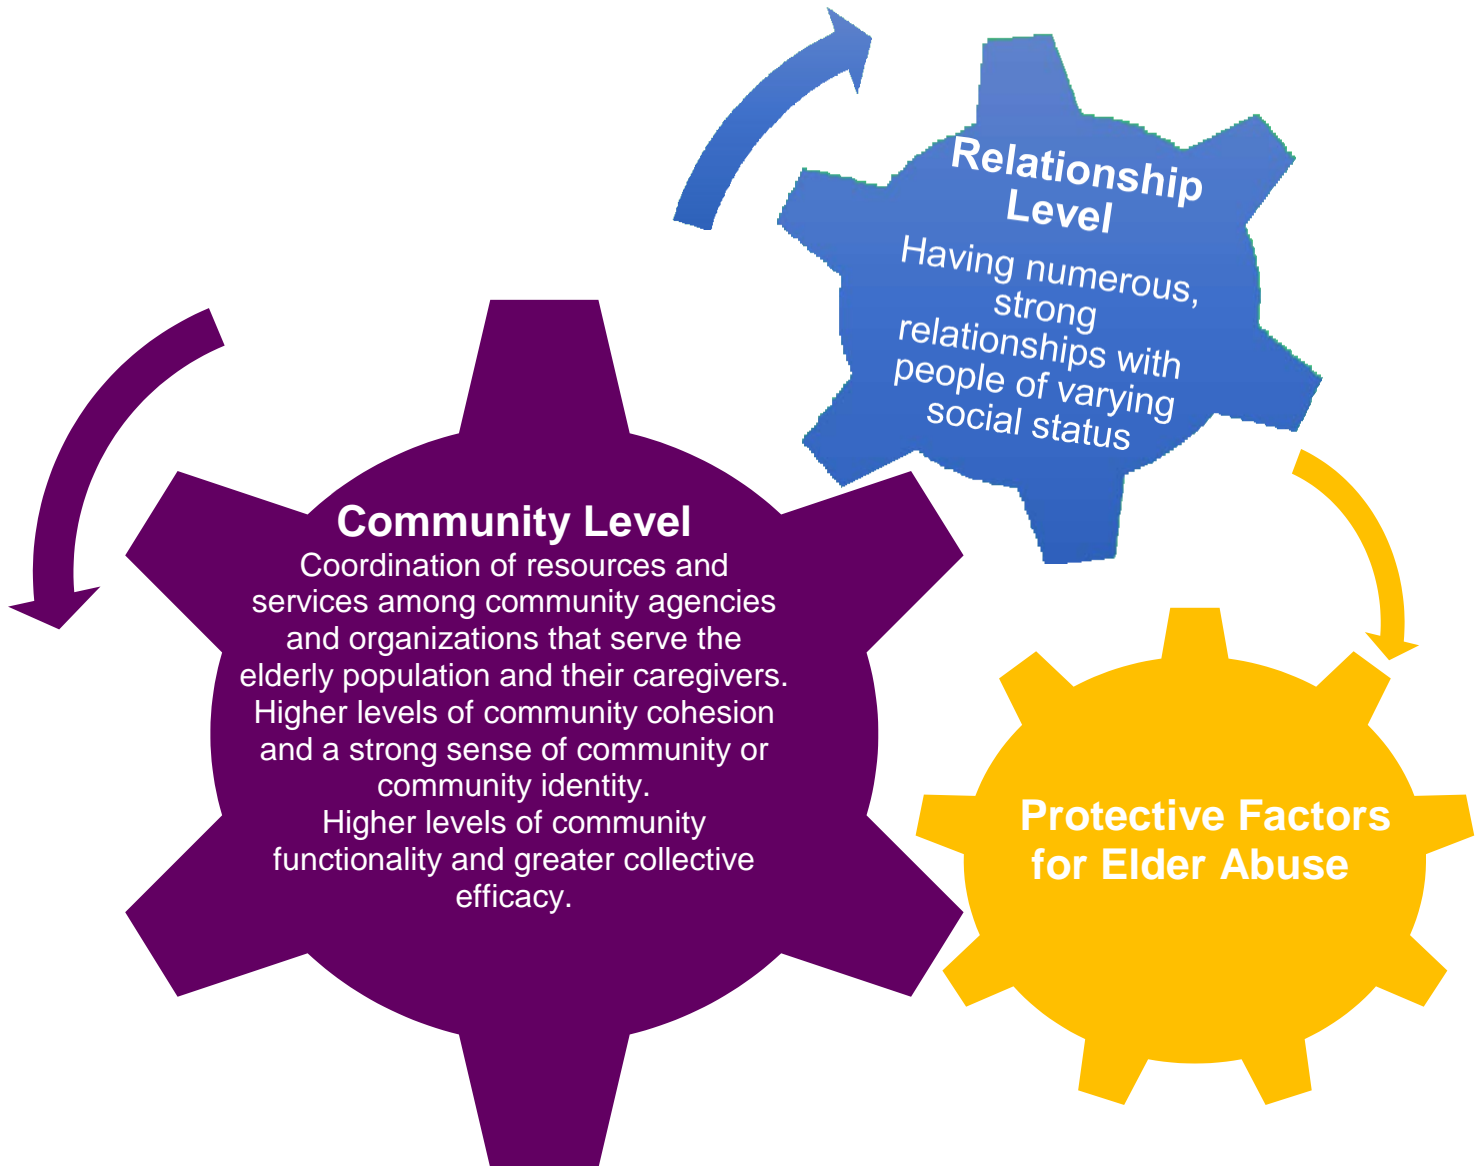 Relationship
Level
Having numerous,
strong
relationships with
people of varying
social status
Community Level
Coordination of resources and
services among community agencies
and organizations that serve the
elderly population and their caregivers.
Higher levels of community cohesion
and a strong sense of community or
community identity.
Higher levels of community
functionality and greater collective
efficacy.
Protective Factors
for Elder Abuse